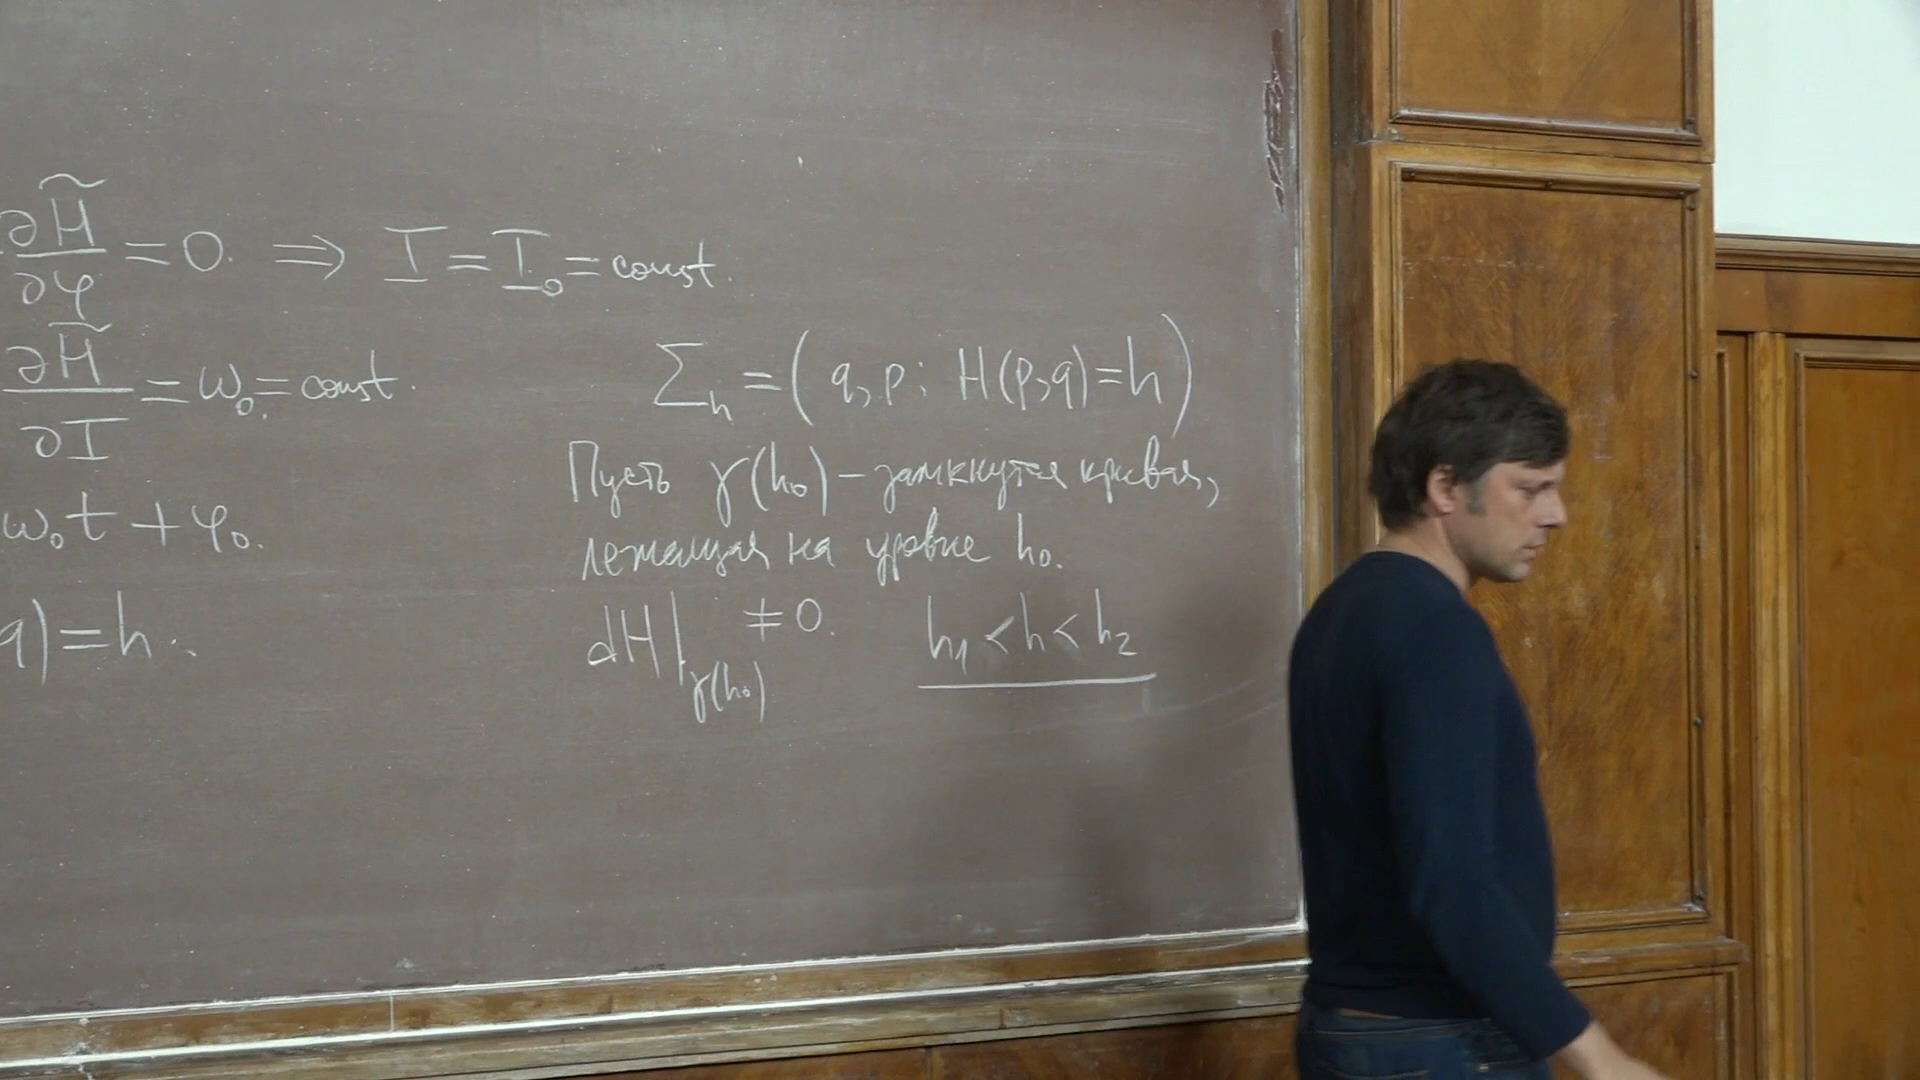 ∂H̃/∂φ = 0. ⇒ I = I₀ = const.
∂H̃/∂I = ω₀ = const.
ω₀t + φ₀.
q) = h.
Σₕ = ( q, p : H(p,q) = h )
Пусть γ(h₀) – замкнутая кривая,
лежащая на уровне h₀.
dH|γ(h₀) ≠ 0. h₁ < h < h₂